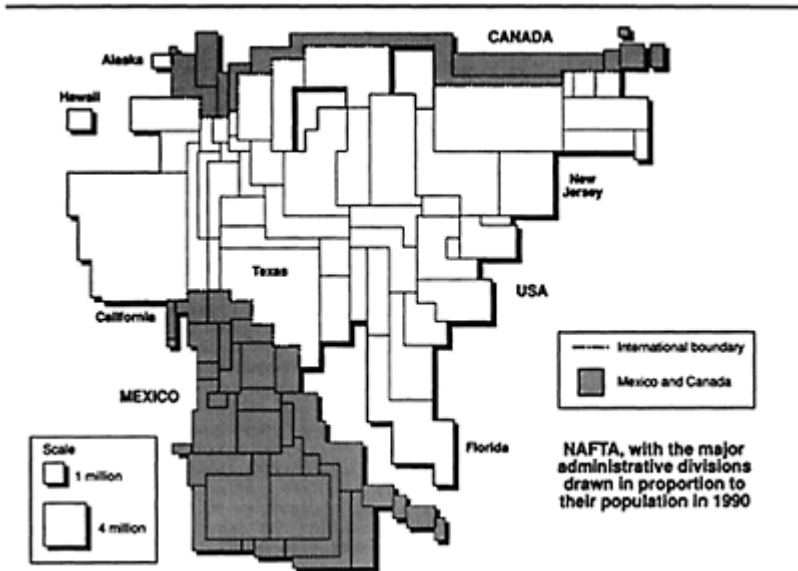 CANADA
Alaska
Hawaii
New
Jersey
Texas
USA
California
International boundary
MEXICO
Mexico and Canada
Florida
Scale
1 million
4 million
NAFTA, with the major
administrative divisions
drawn in proportion to
their population in 1990